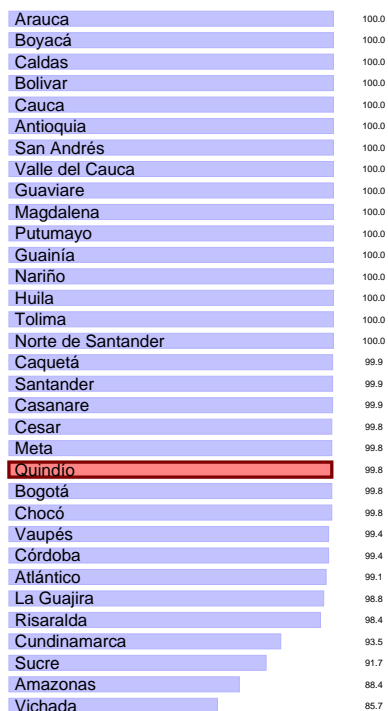 Arauca 100.0
Boyacá 100.0
Caldas 100.0
Bolivar 100.0
Cauca 100.0
Antioquia 100.0
San Andrés 100.0
Valle del Cauca 100.0
Guaviare 100.0
Magdalena 100.0
Putumayo 100.0
Guainía 100.0
Nariño 100.0
Huila 100.0
Tolima 100.0
Norte de Santander 100.0
Caquetá 99.9
Santander 99.9
Casanare 99.9
Cesar 99.8
Meta 99.8
Quindío 99.8
Bogotá 99.8
Chocó 99.8
Vaupés 99.4
Córdoba 99.4
Atlántico 99.1
La Guajira 98.8
Risaralda 98.4
Cundinamarca 93.5
Sucre 91.7
Amazonas 88.4
Vichada 85.7